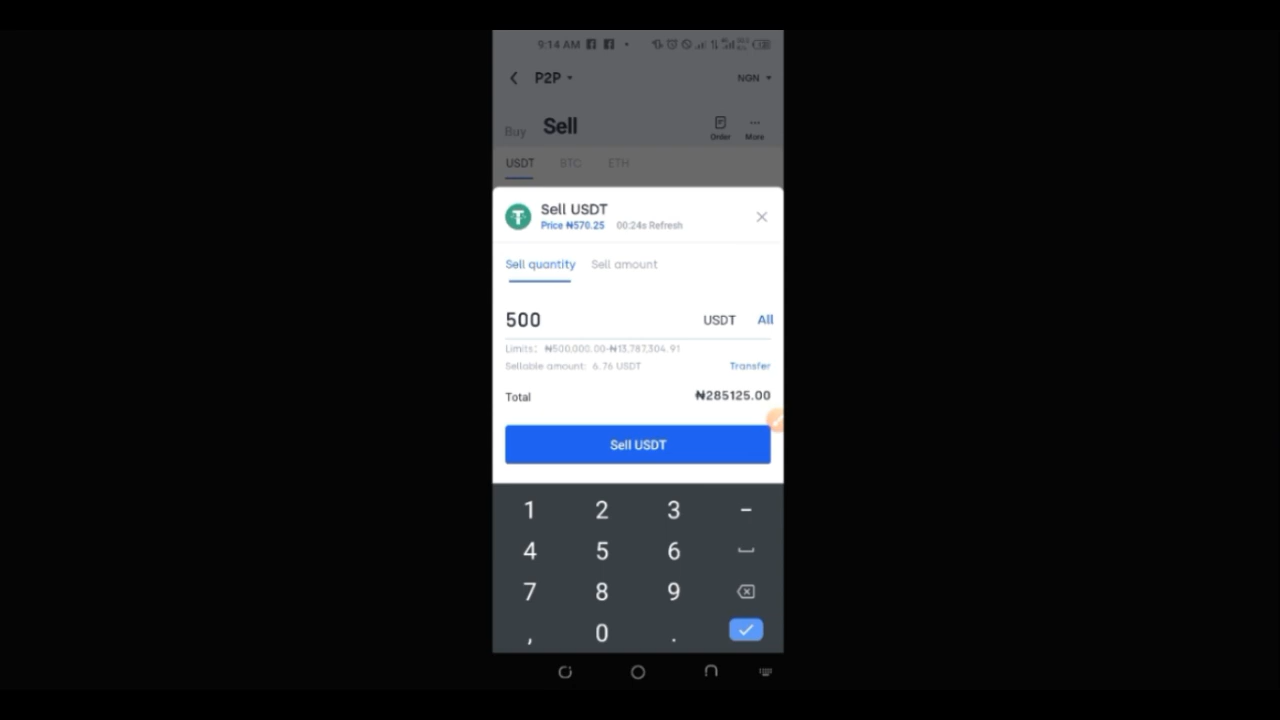 9:14 AM
P2P
NGN
Buy Sell
Order More
USDT BTC ETH
Sell USDT
Price ₦570.25 00:24s Refresh
Sell quantity Sell amount
500 USDT All
Limits: ₦500,000.00-₦13,787,304.91
Sellable amount: 6.76 USDT Transfer
Total ₦285125.00
Sell USDT
1 2 3 -
4 5 6
7 8 9
, 0 .